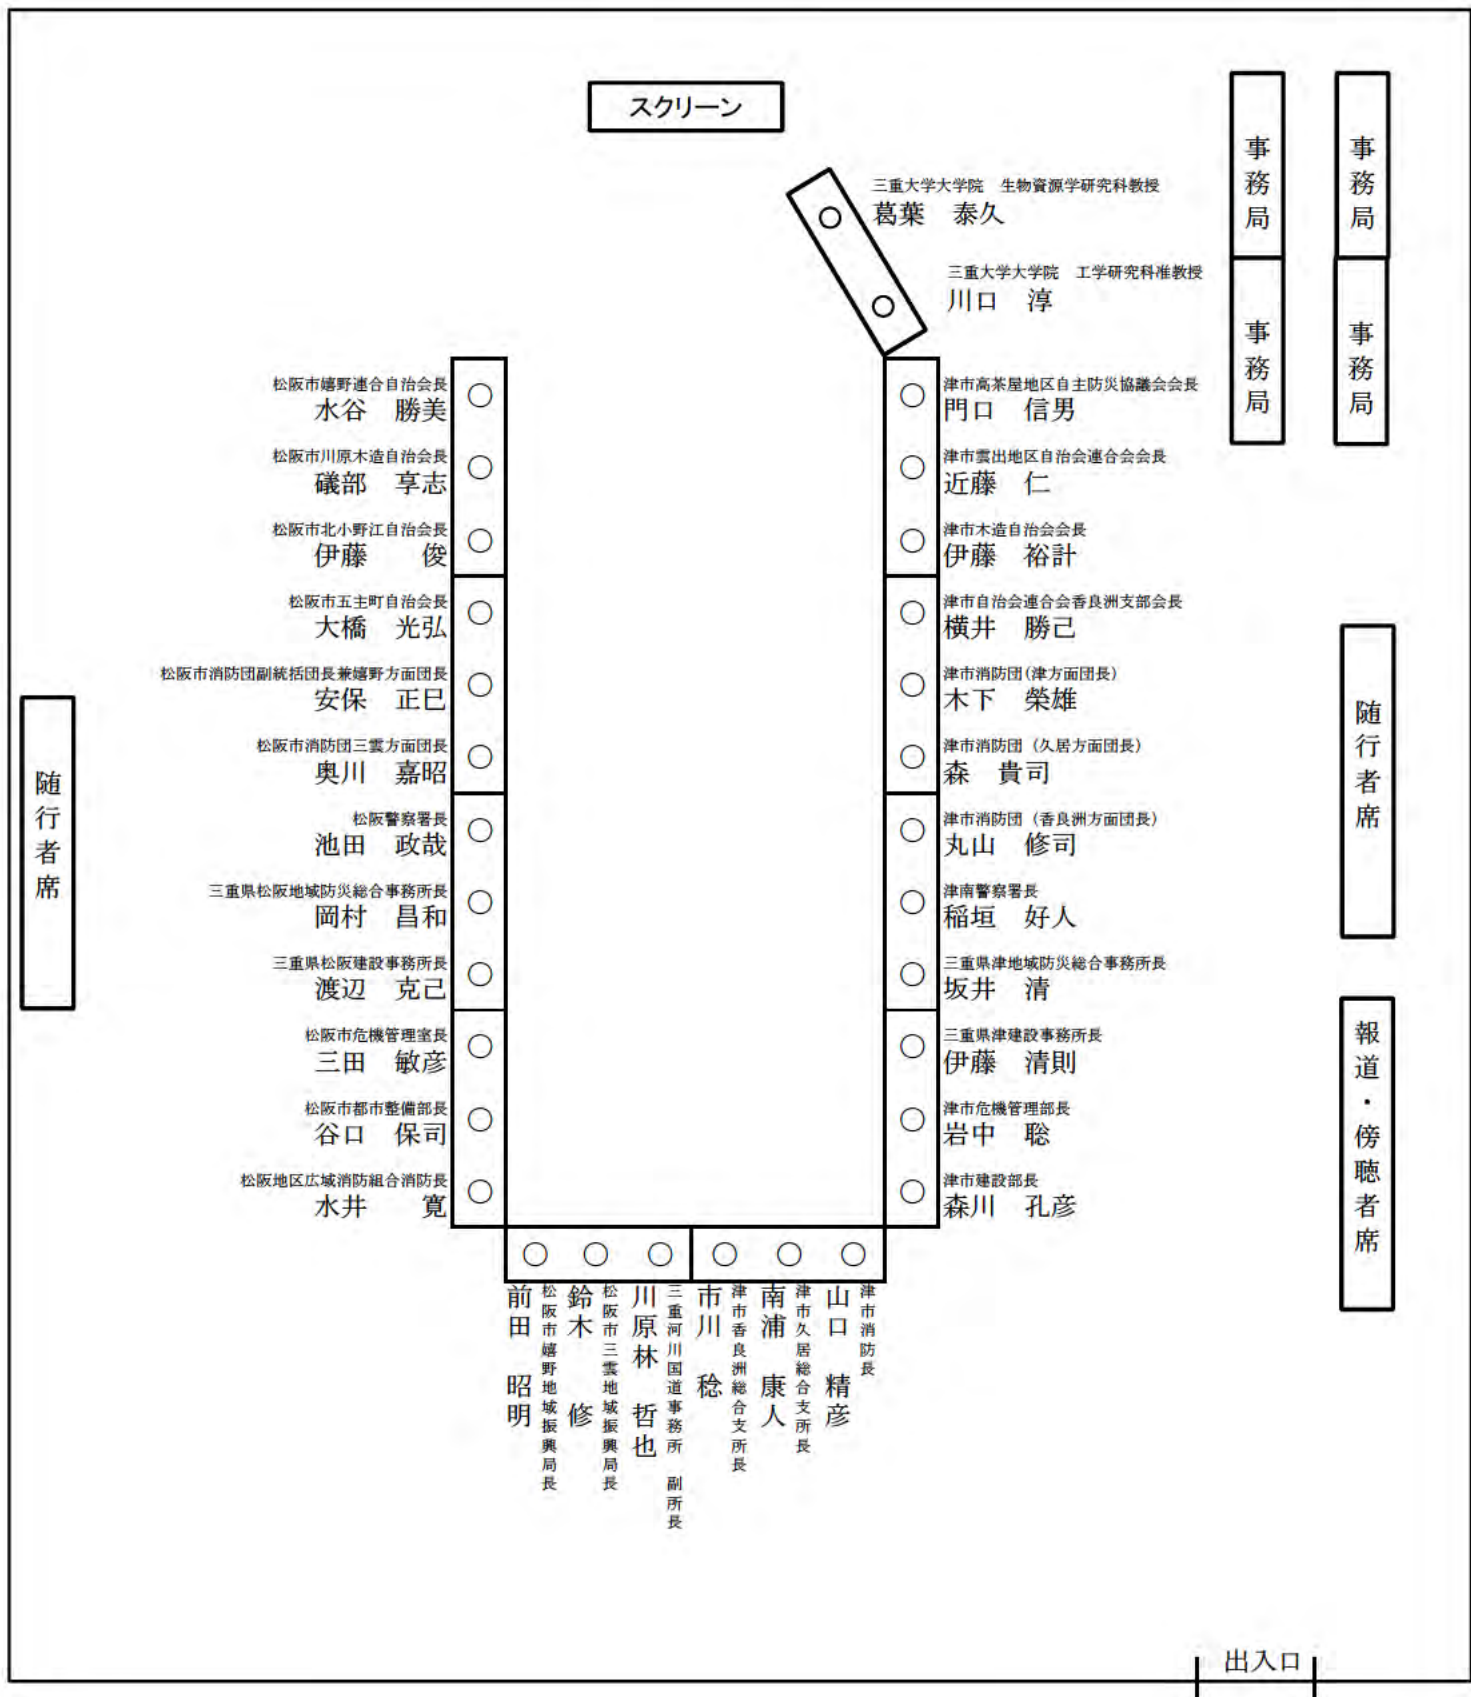 スクリーン
事務局
事務局
事務局
事務局
三重大学大学院　生物資源学研究科教授
葛葉　泰久
三重大学大学院　工学研究科准教授
川口　淳
松阪市嬉野連合自治会長
水谷　勝美
松阪市川原木造自治会長
礒部　享志
松阪市北小野江自治会長
伊藤　　俊
松阪市五主町自治会長
大橋　光弘
松阪市消防団副統括団長兼嬉野方面団長
安保　正巳
松阪市消防団三雲方面団長
奥川　嘉昭
松阪警察署長
池田　政哉
三重県松阪地域防災総合事務所長
岡村　昌和
三重県松阪建設事務所長
渡辺　克己
松阪市危機管理室長
三田　敏彦
松阪市都市整備部長
谷口　保司
松阪地区広域消防組合消防長
水井　　寛
津市高茶屋地区自主防災協議会会長
門口　信男
津市雲出地区自治会連合会会長
近藤　仁
津市木造自治会会長
伊藤　裕計
津市自治会連合会香良洲支部会長
横井　勝己
津市消防団(津方面団長)
木下　榮雄
津市消防団（久居方面団長）
森　貴司
津市消防団（香良洲方面団長）
丸山　修司
津南警察署長
稲垣　好人
三重県津地域防災総合事務所長
坂井　清
三重県津建設事務所長
伊藤　清則
津市危機管理部長
岩中　聡
津市建設部長
森川　孔彦
松阪市嬉野地域振興局長
前田　昭明
松阪市三雲地域振興局長
鈴木　　修
三重河川国道事務所　副所長
川原林　哲也
津市香良洲総合支所長
市川　稔
津市久居総合支所長
南浦　康人
津市消防長
山口　精彦
随行者席
随行者席
報道・傍聴者席
出入口